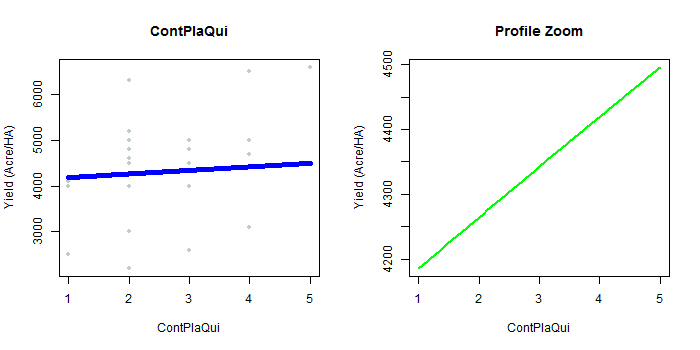 ContPlaQui
Yield (Acre/HA)
6000
5000
4000
3000
1 2 3 4 5
ContPlaQui
Profile Zoom
Yield (Acre/HA)
4500
4400
4300
4200
1 2 3 4 5
ContPlaQui